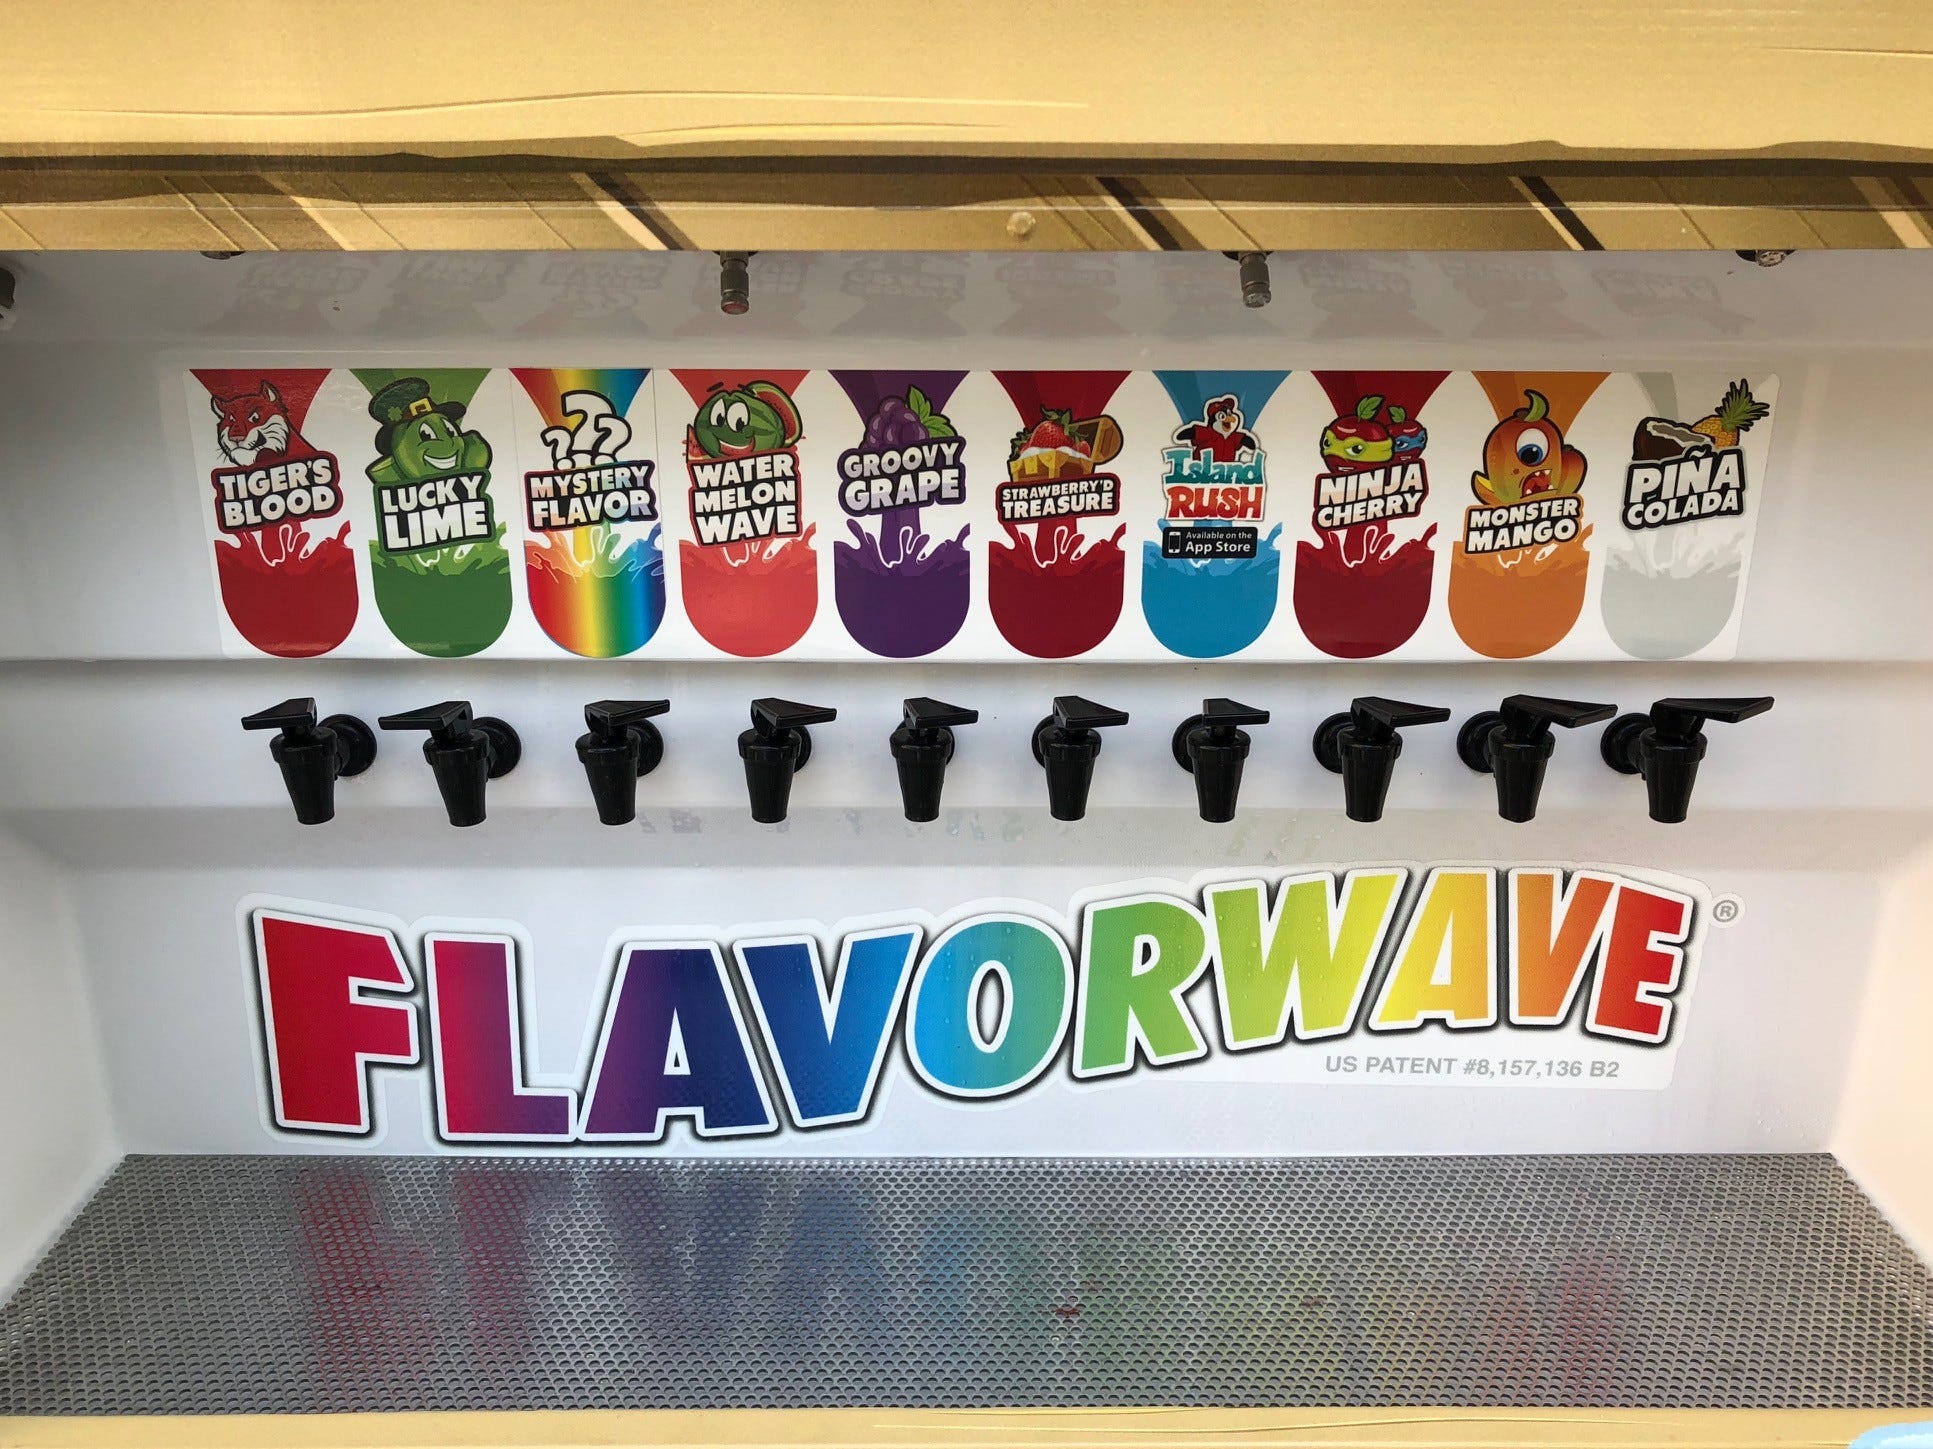 TIGER'S
BLOOD
LUCKY
LIME
???
MYSTERY
FLAVOR
WATER
MELON
WAVE
GROOVY
GRAPE
STRAWBERRY'D
TREASURE
Island
RUSH
Available on the
App Store
NINJA
CHERRY
MONSTER
MANGO
PIÑA
COLADA
FLAVORWAVE®
US PATENT #8,157,136 B2